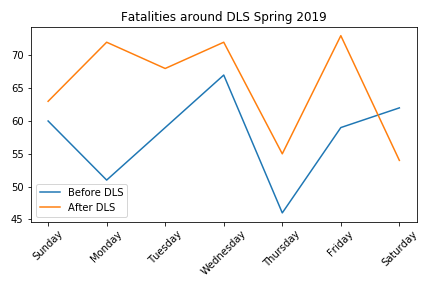 Fatalities around DLS Spring 2019
70
65
60
55
50
45
Before DLS
After DLS
Sunday
Monday
Tuesday
Wednesday
Thursday
Friday
Saturday